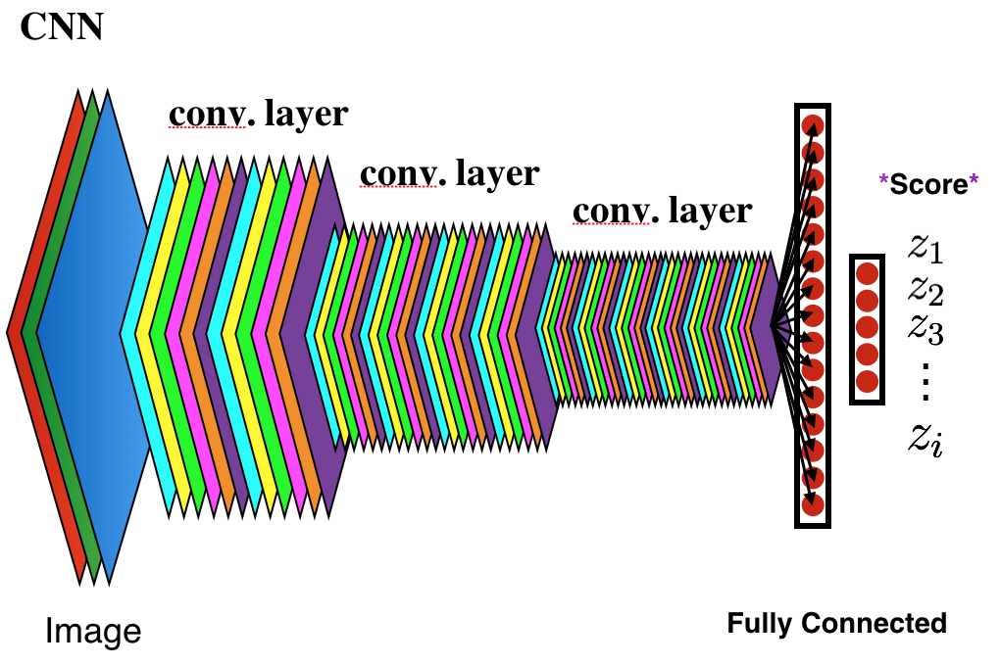 CNN
conv. layer
conv. layer
conv. layer
*Score*
z1
z2
z3
⋮
zi
Image
Fully Connected